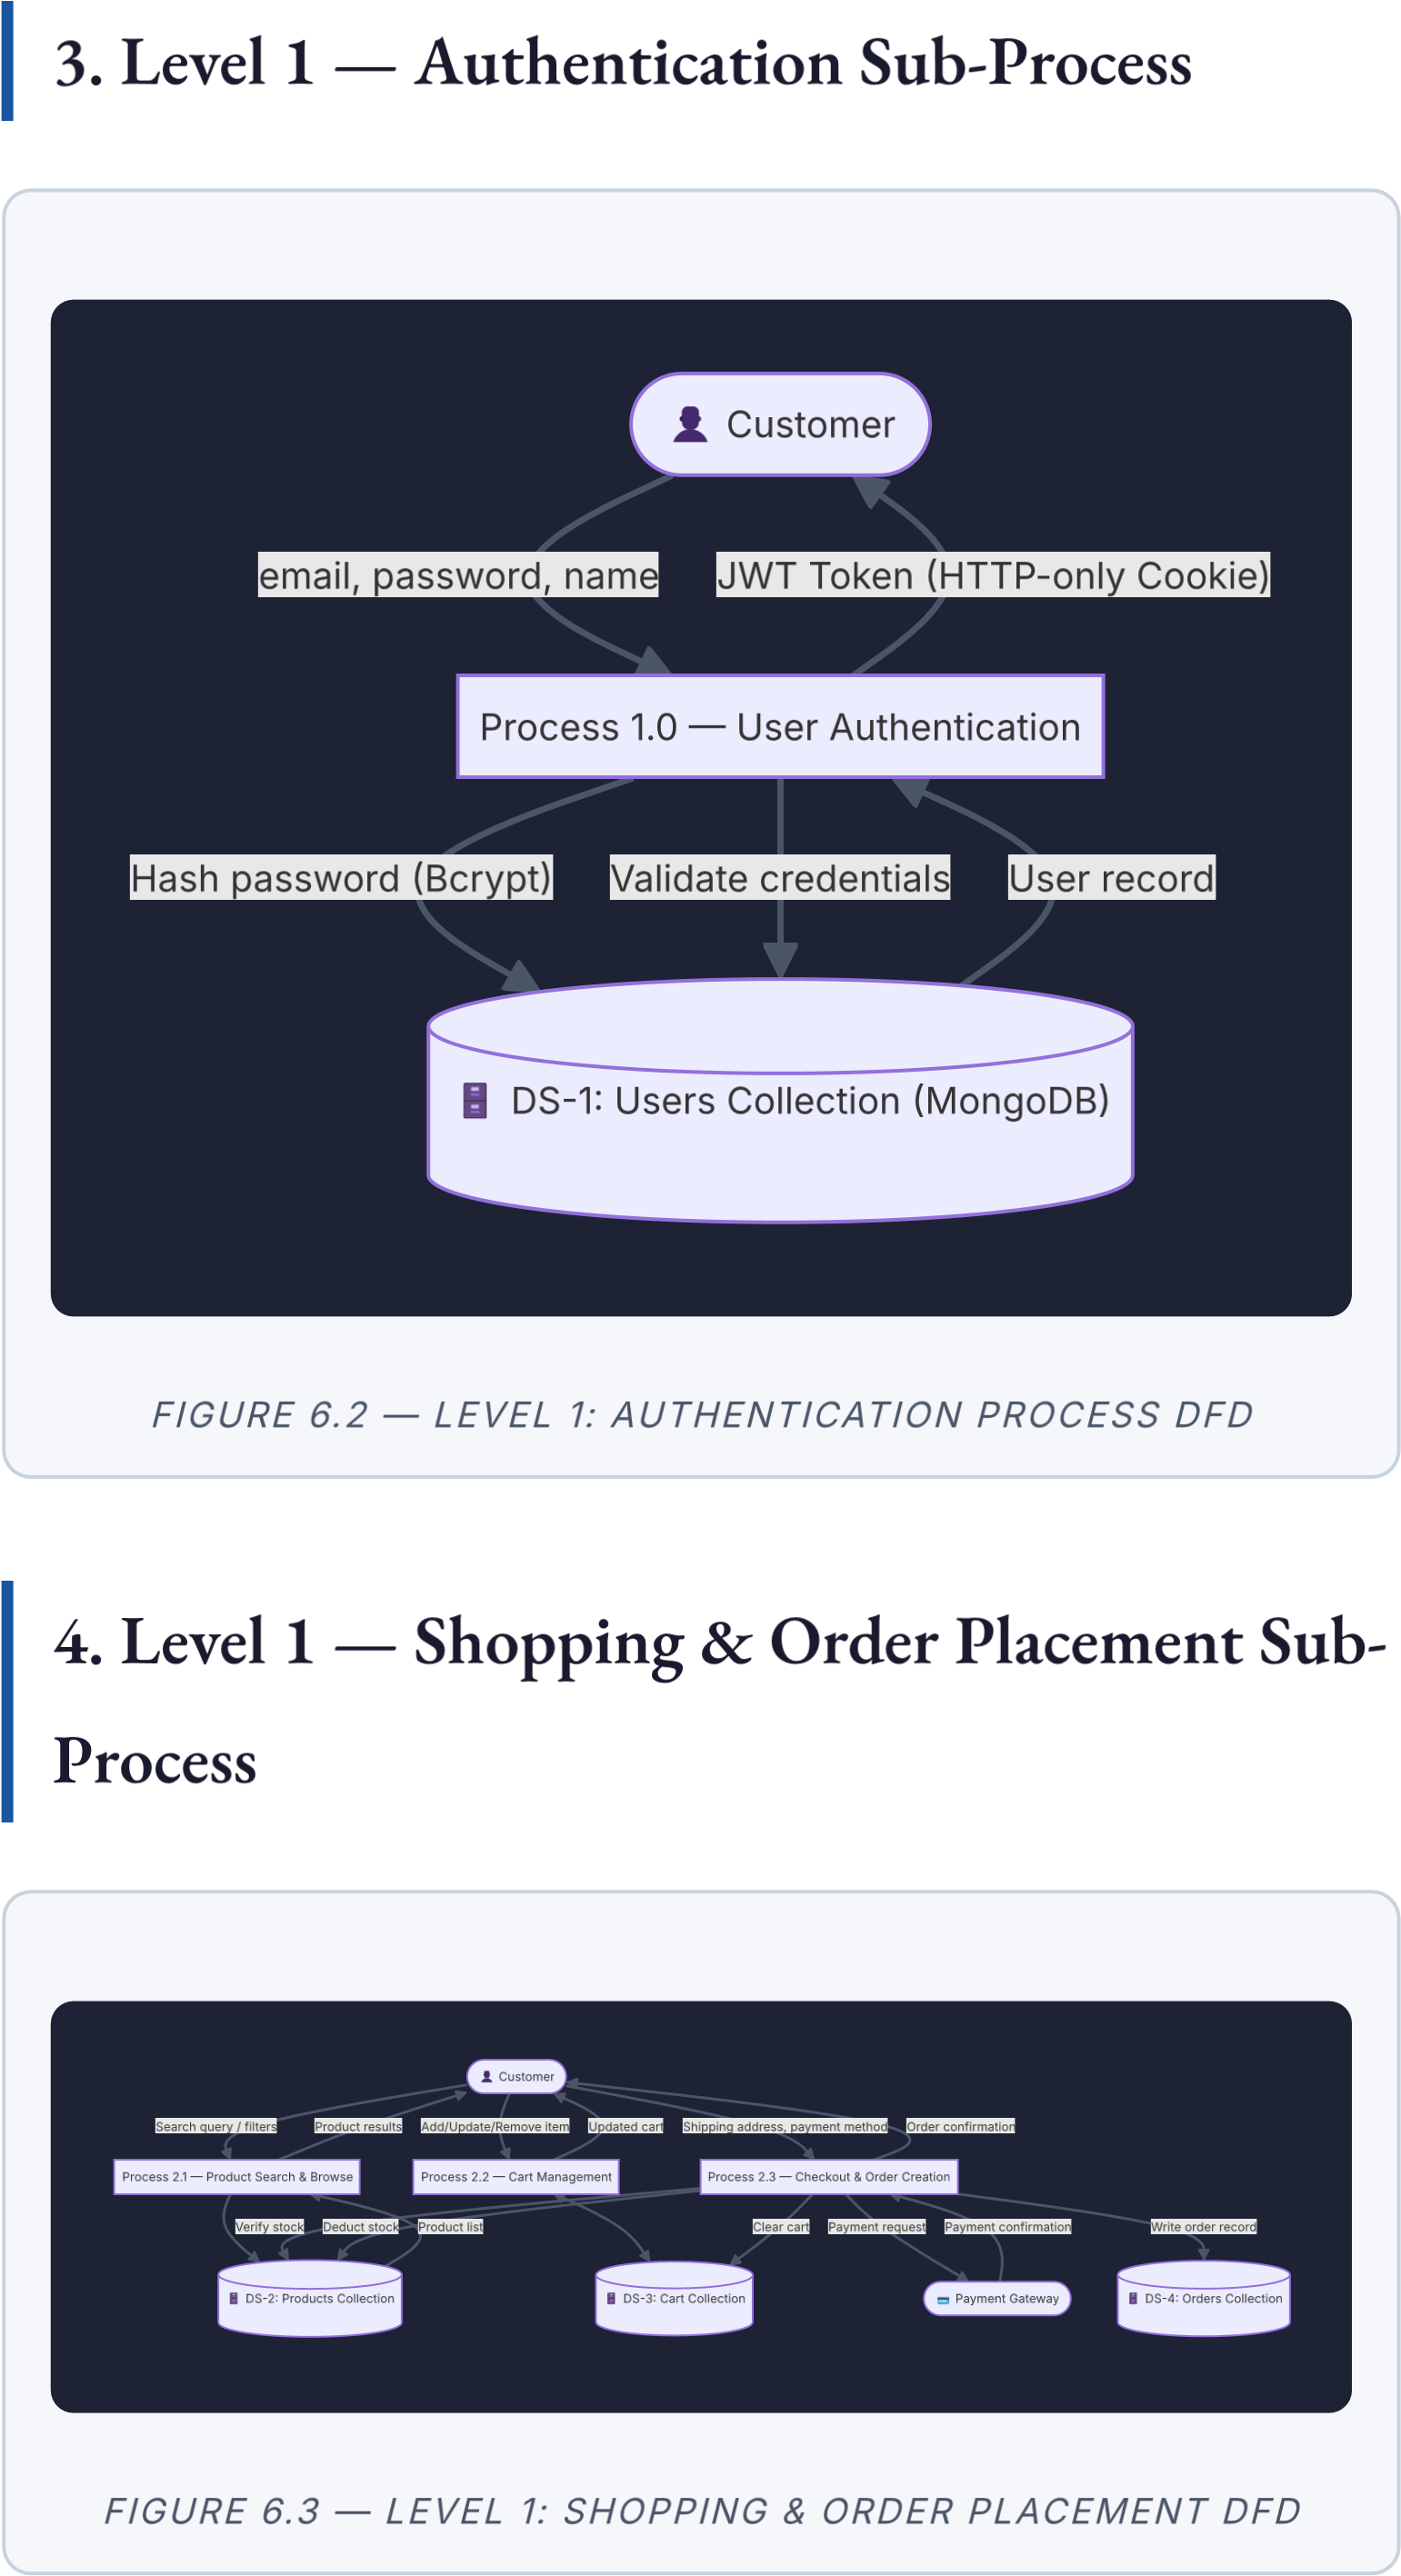 3. Level 1 — Authentication Sub-Process
Customer
email, password, name
JWT Token (HTTP-only Cookie)
Process 1.0 — User Authentication
Hash password (Bcrypt)
Validate credentials
User record
DS-1: Users Collection (MongoDB)
FIGURE 6.2 — LEVEL 1: AUTHENTICATION PROCESS DFD
4. Level 1 — Shopping & Order Placement Sub-
Process
Customer
Search query / filters
Product results
Add/Update/Remove item
Updated cart
Shipping address, payment method
Order confirmation
Process 2.1 — Product Search & Browse
Process 2.2 — Cart Management
Process 2.3 — Checkout & Order Creation
Verify stock
Deduct stock
Product list
Clear cart
Payment request
Payment confirmation
Write order record
DS-2: Products Collection
DS-3: Cart Collection
Payment Gateway
DS-4: Orders Collection
FIGURE 6.3 — LEVEL 1: SHOPPING & ORDER PLACEMENT DFD